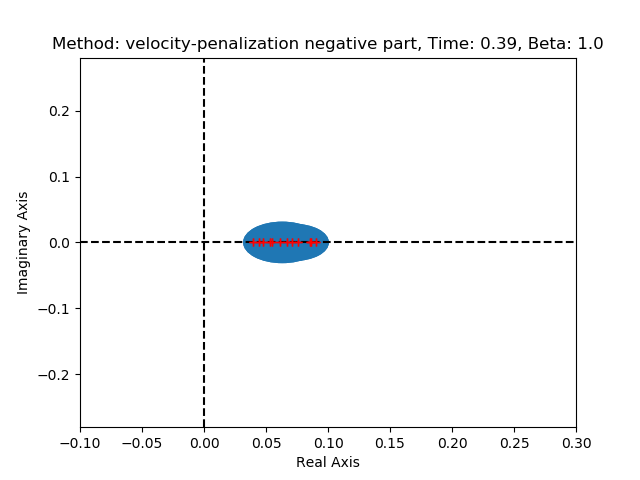 Method: velocity-penalization negative part, Time: 0.39, Beta: 1.0
0.2
0.1
0.0
−0.1
−0.2
Imaginary Axis
−0.10 −0.05 0.00 0.05 0.10 0.15 0.20 0.25 0.30
Real Axis